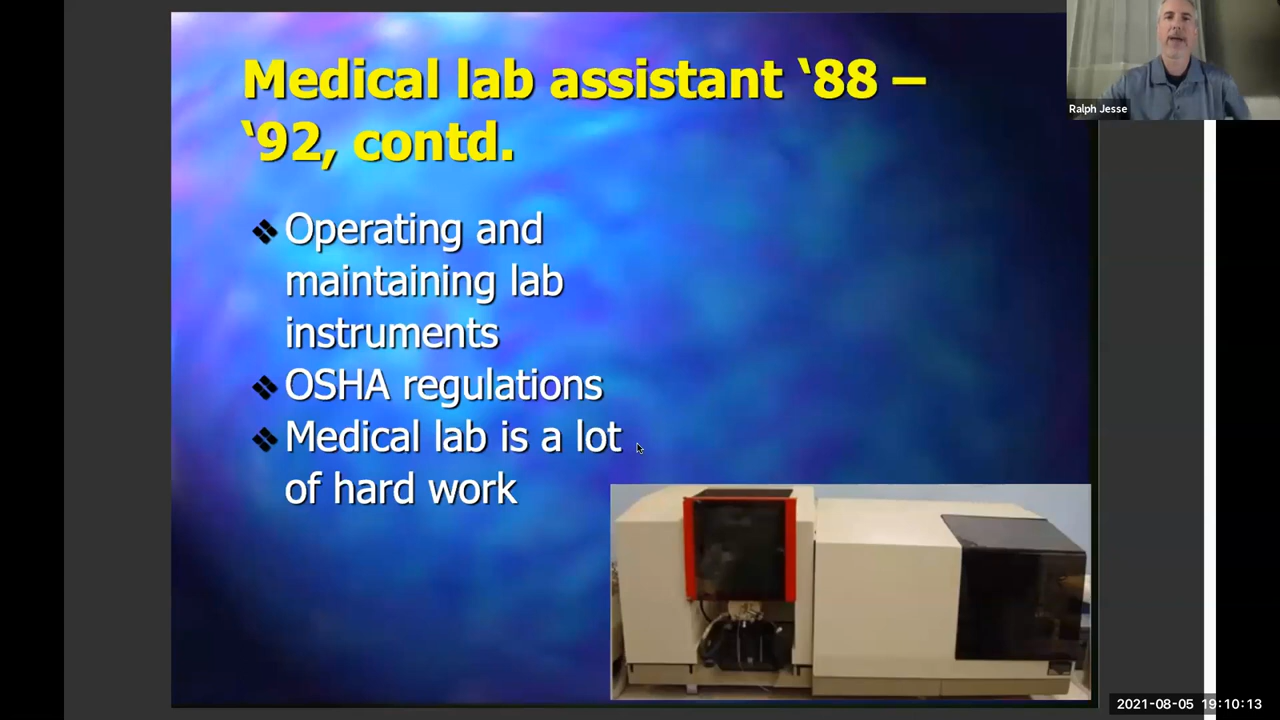 Medical lab assistant ‘88 –
‘92, contd.
Ralph Jesse
❖ Operating and
maintaining lab
instruments
❖ OSHA regulations
❖ Medical lab is a lot
of hard work
2021-08-05 19:10:13